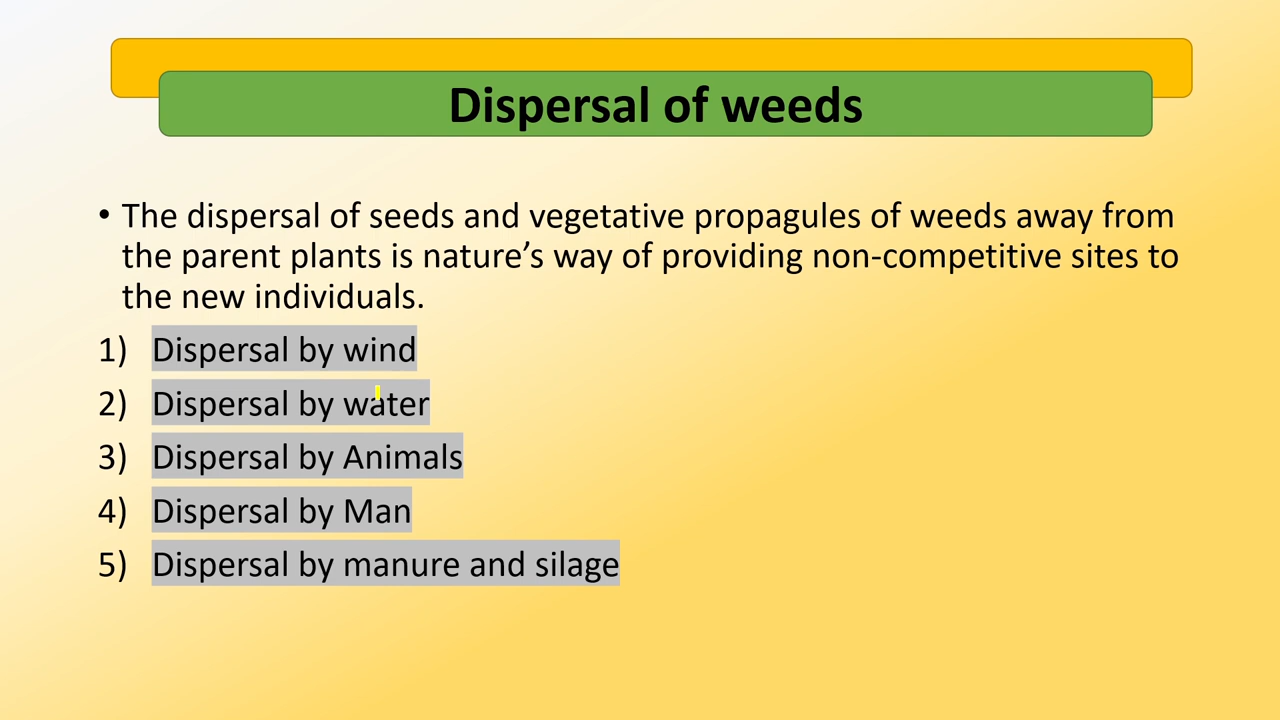 Dispersal of weeds
• The dispersal of seeds and vegetative propagules of weeds away from
the parent plants is nature’s way of providing non-competitive sites to
the new individuals.
1) Dispersal by wind
2) Dispersal by water
3) Dispersal by Animals
4) Dispersal by Man
5) Dispersal by manure and silage